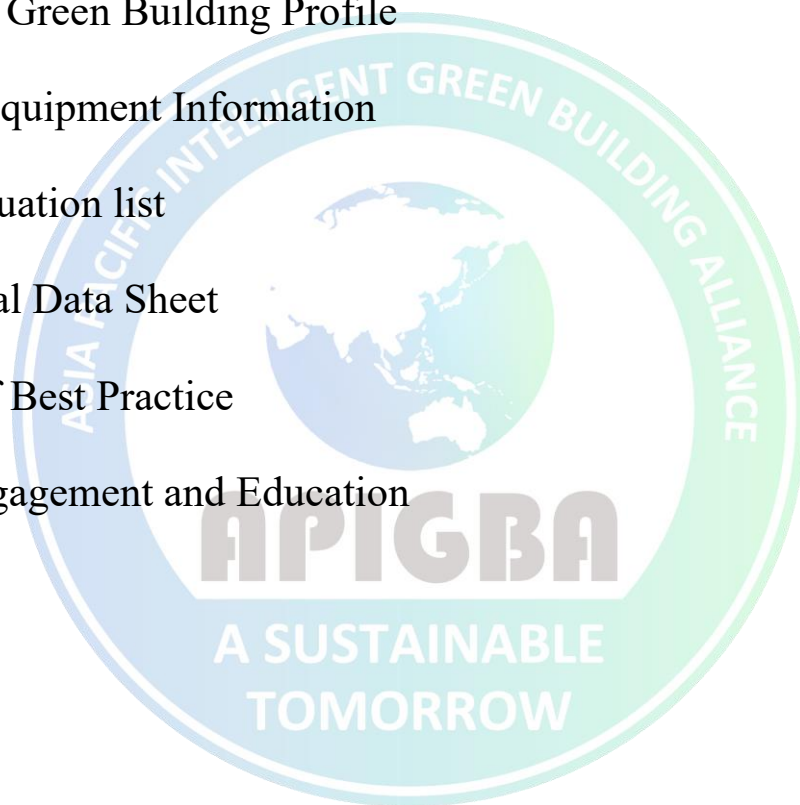 Green Building Profile
quipment Information
uation list
al Data Sheet
Best Practice
gagement and Education
ASIA PACIFIC INTELLIGENT GREEN BUILDING ALLIANCE
APIGBA
A SUSTAINABLE
TOMORROW